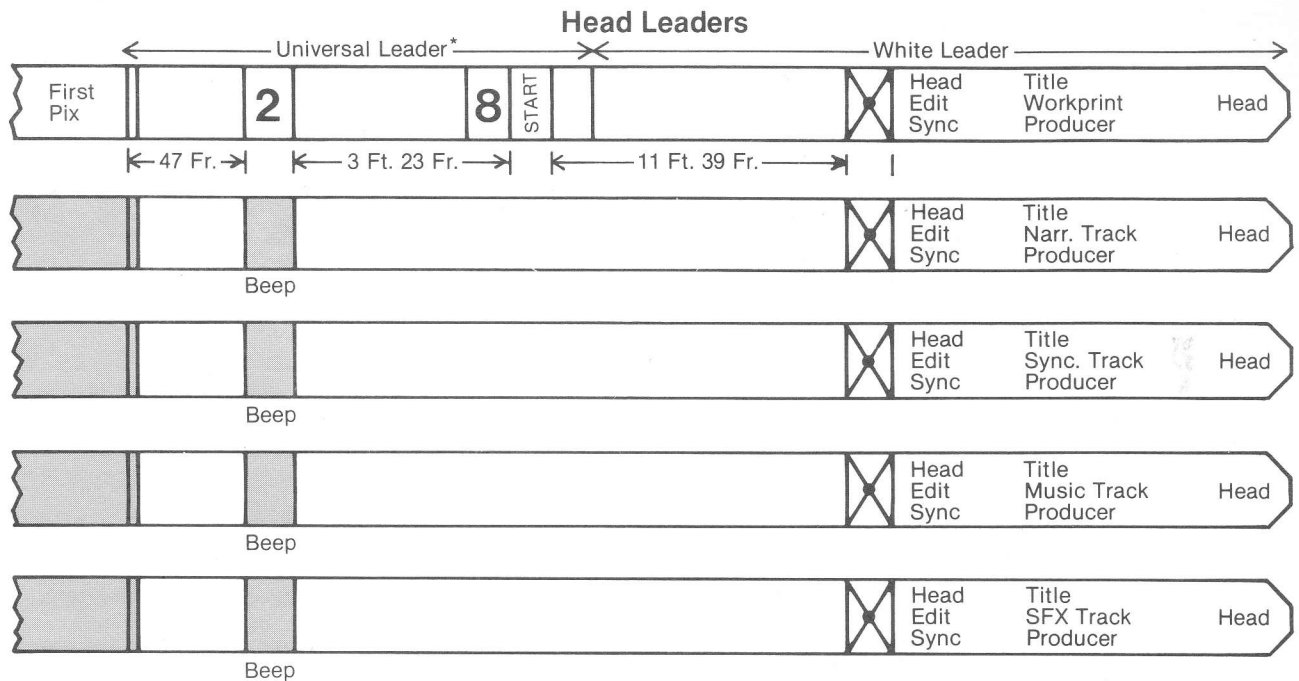 Head Leaders
Universal Leader* White Leader
First Pix
2
8
START
Head Edit Sync
Title Workprint Producer
Head
47 Fr. 3 Ft. 23 Fr. 11 Ft. 39 Fr.
Head Title
Edit Narr. Track Head
Sync Producer
Beep
Head Title
Edit Sync. Track Head
Sync Producer
Beep
Head Title
Edit Music Track Head
Sync Producer
Beep
Head Title
Edit SFX Track Head
Sync Producer
Beep